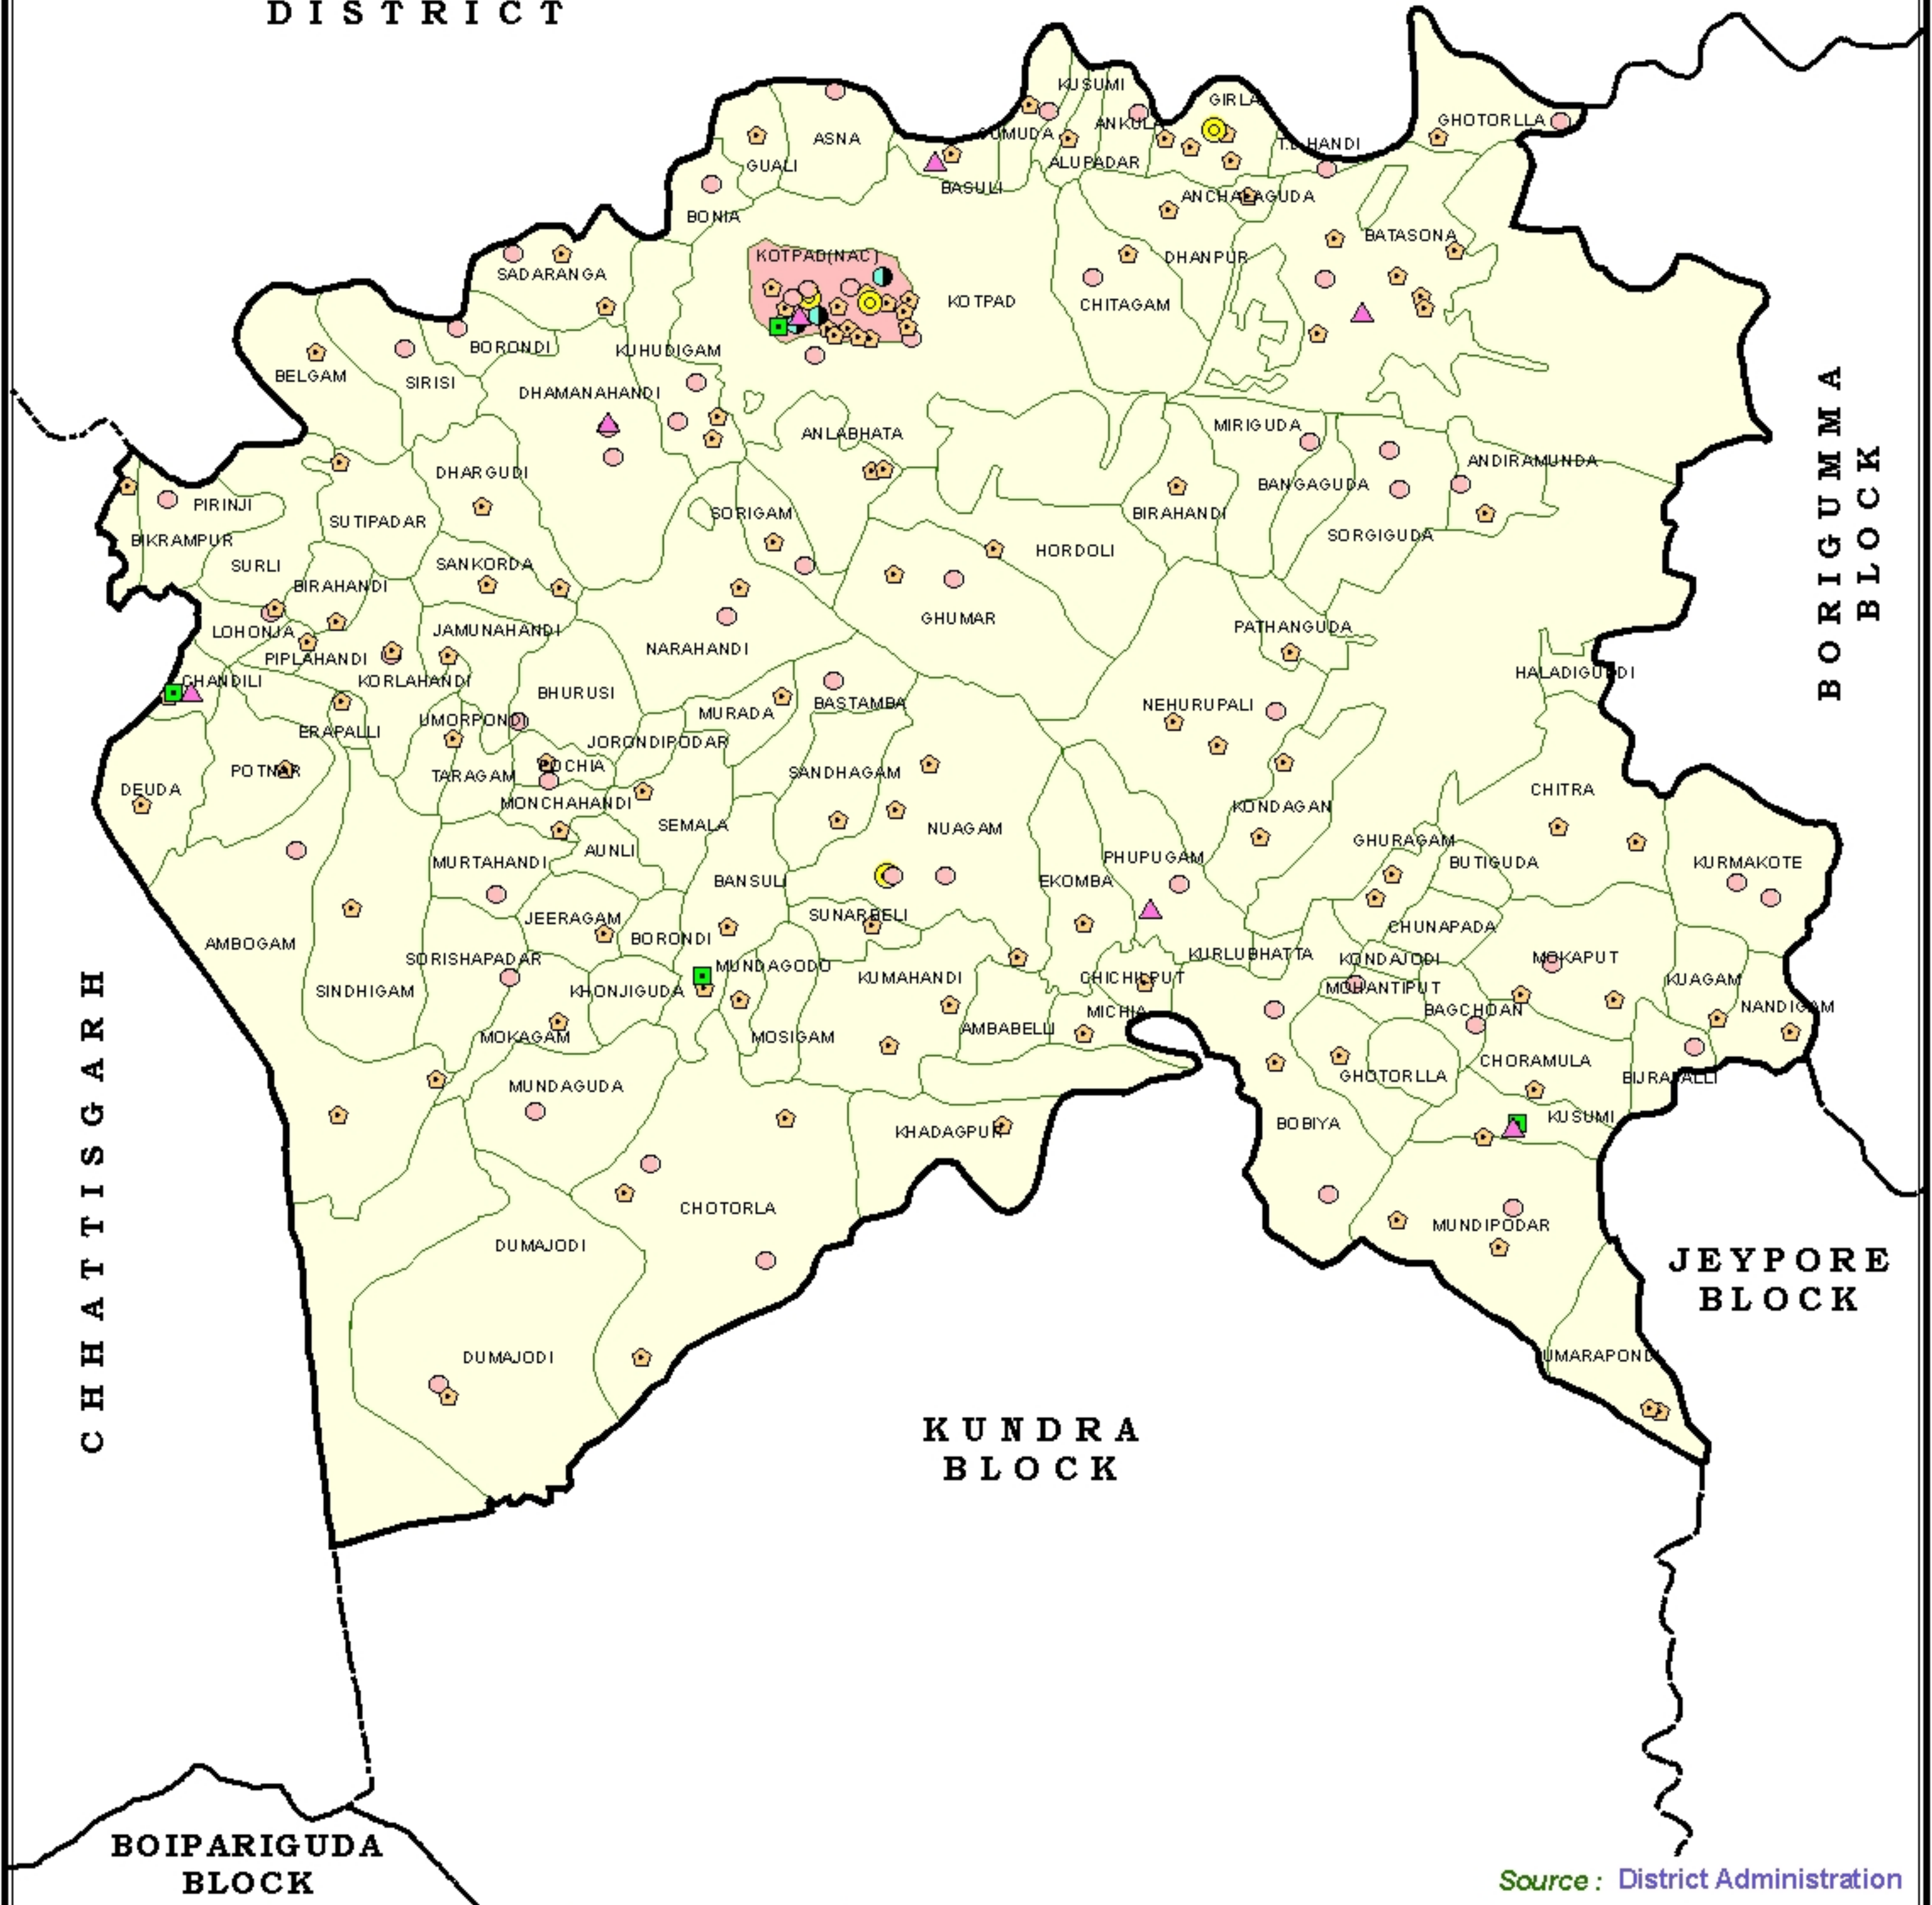 DISTRICT
KUSUMI
GIRLA
GHOTORLLA
GUMUDA
ANKULA
ASNA
T.D.HANDI
GUALI
ALUPADAR
BASULI
ANCHALAGUDA
BONIA
BATASONA
KOTPAD(NAC)
DHANPUR
SADARANGA
KOTPAD
CHITAGAM
BORONDI
KUHUDIGAM
BELGAM
SIRISI
DHAMANAHANDI
MIRIGUDA
ANLABHATA
ANDIRAMUNDA
DHARGUDI
BANGAGUDA
PIRINJI
SORIGAM
BIRAHANDI
SUTIPADAR
SORGIGUDA
BIKRAMPUR
HORDOLI
SURLI
SANKORDA
BIRAHANDI
GHUMAR
PATHANGUDA
LOHONJA
JAMUNAHANDI
NARAHANDI
PIPLAHANDI
HALADIGUDI
CHANDILI
KORLAHANDI
BHURUSI
BASTAMBA
NEHURUPALI
MURADA
UMORPONDI
ERAPALLI
JORONDIPODAR
POCHIA
POTNAR
TARAGAM
SANDHAGAM
DEUDA
CHITRA
MONCHAHANDI
KONDAGAN
SEMALA
NUAGAM
GHURAGAM
AUNLI
PHUPUGAM
MURTAHANDI
BUTIGUDA
KURMAKOTE
BANSULI
EKOMBA
JEERAGAM
SUNARBELI
CHUNAPADA
BORONDI
AMBOGAM
KURLUBHATTA
SORISHAPADAR
KONDAJODI
MOKAPUT
MUNDAGODO
KUMAHANDI
CHICHILPUT
KUAGAM
SINDHIGAM
KHONJIGUDA
MOHANTIPUT
NANDIGAM
MICHIA
BAGCHOAN
AMBABELLI
MOKAGAM
MOSIGAM
CHORAMULA
GHOTORLLA
BIJRAPALLI
MUNDAGUDA
KUSUMI
BOBIYA
KHADAGPUR
CHOTORLA
MUNDIPODAR
DUMAJODI
DUMAJODI
UMARAPONDI
BORIGUMMA
BLOCK
CHHATTISGARH
JEYPORE
BLOCK
KUNDRA
BLOCK
BOIPARIGUDA
BLOCK
Source : District Administration